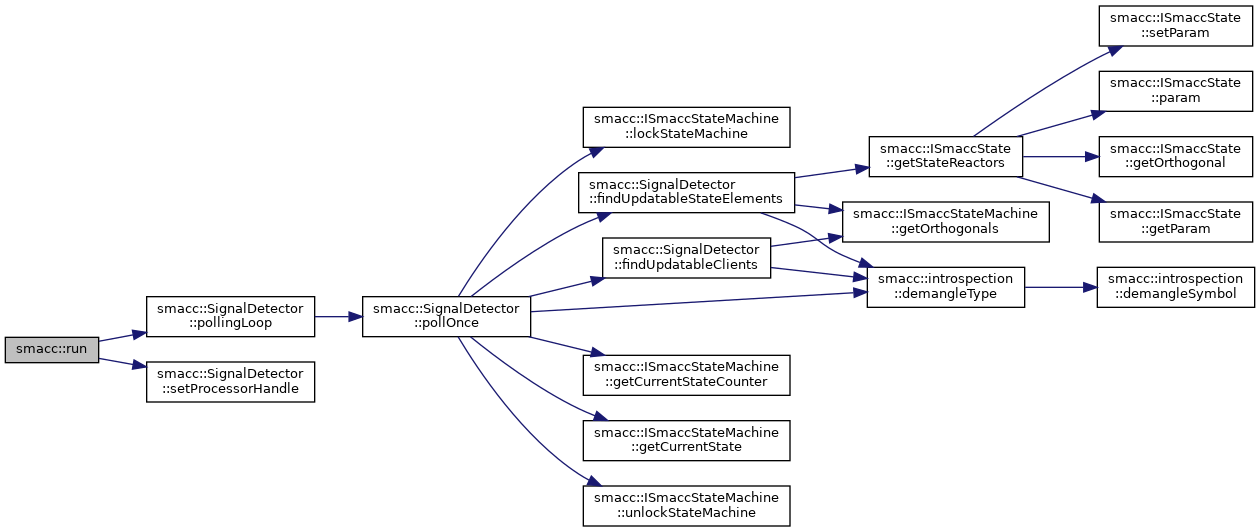 smacc::run
smacc::SignalDetector
::pollingLoop
smacc::SignalDetector
::setProcessorHandle
smacc::SignalDetector
::pollOnce
smacc::ISmaccStateMachine
::lockStateMachine
smacc::SignalDetector
::findUpdatableStateElements
smacc::SignalDetector
::findUpdatableClients
smacc::ISmaccStateMachine
::getCurrentStateCounter
smacc::ISmaccStateMachine
::getCurrentState
smacc::ISmaccStateMachine
::unlockStateMachine
smacc::ISmaccState
::getStateReactors
smacc::ISmaccStateMachine
::getOrthogonals
smacc::introspection
::demangleType
smacc::ISmaccState
::setParam
smacc::ISmaccState
::param
smacc::ISmaccState
::getOrthogonal
smacc::ISmaccState
::getParam
smacc::introspection
::demangleSymbol